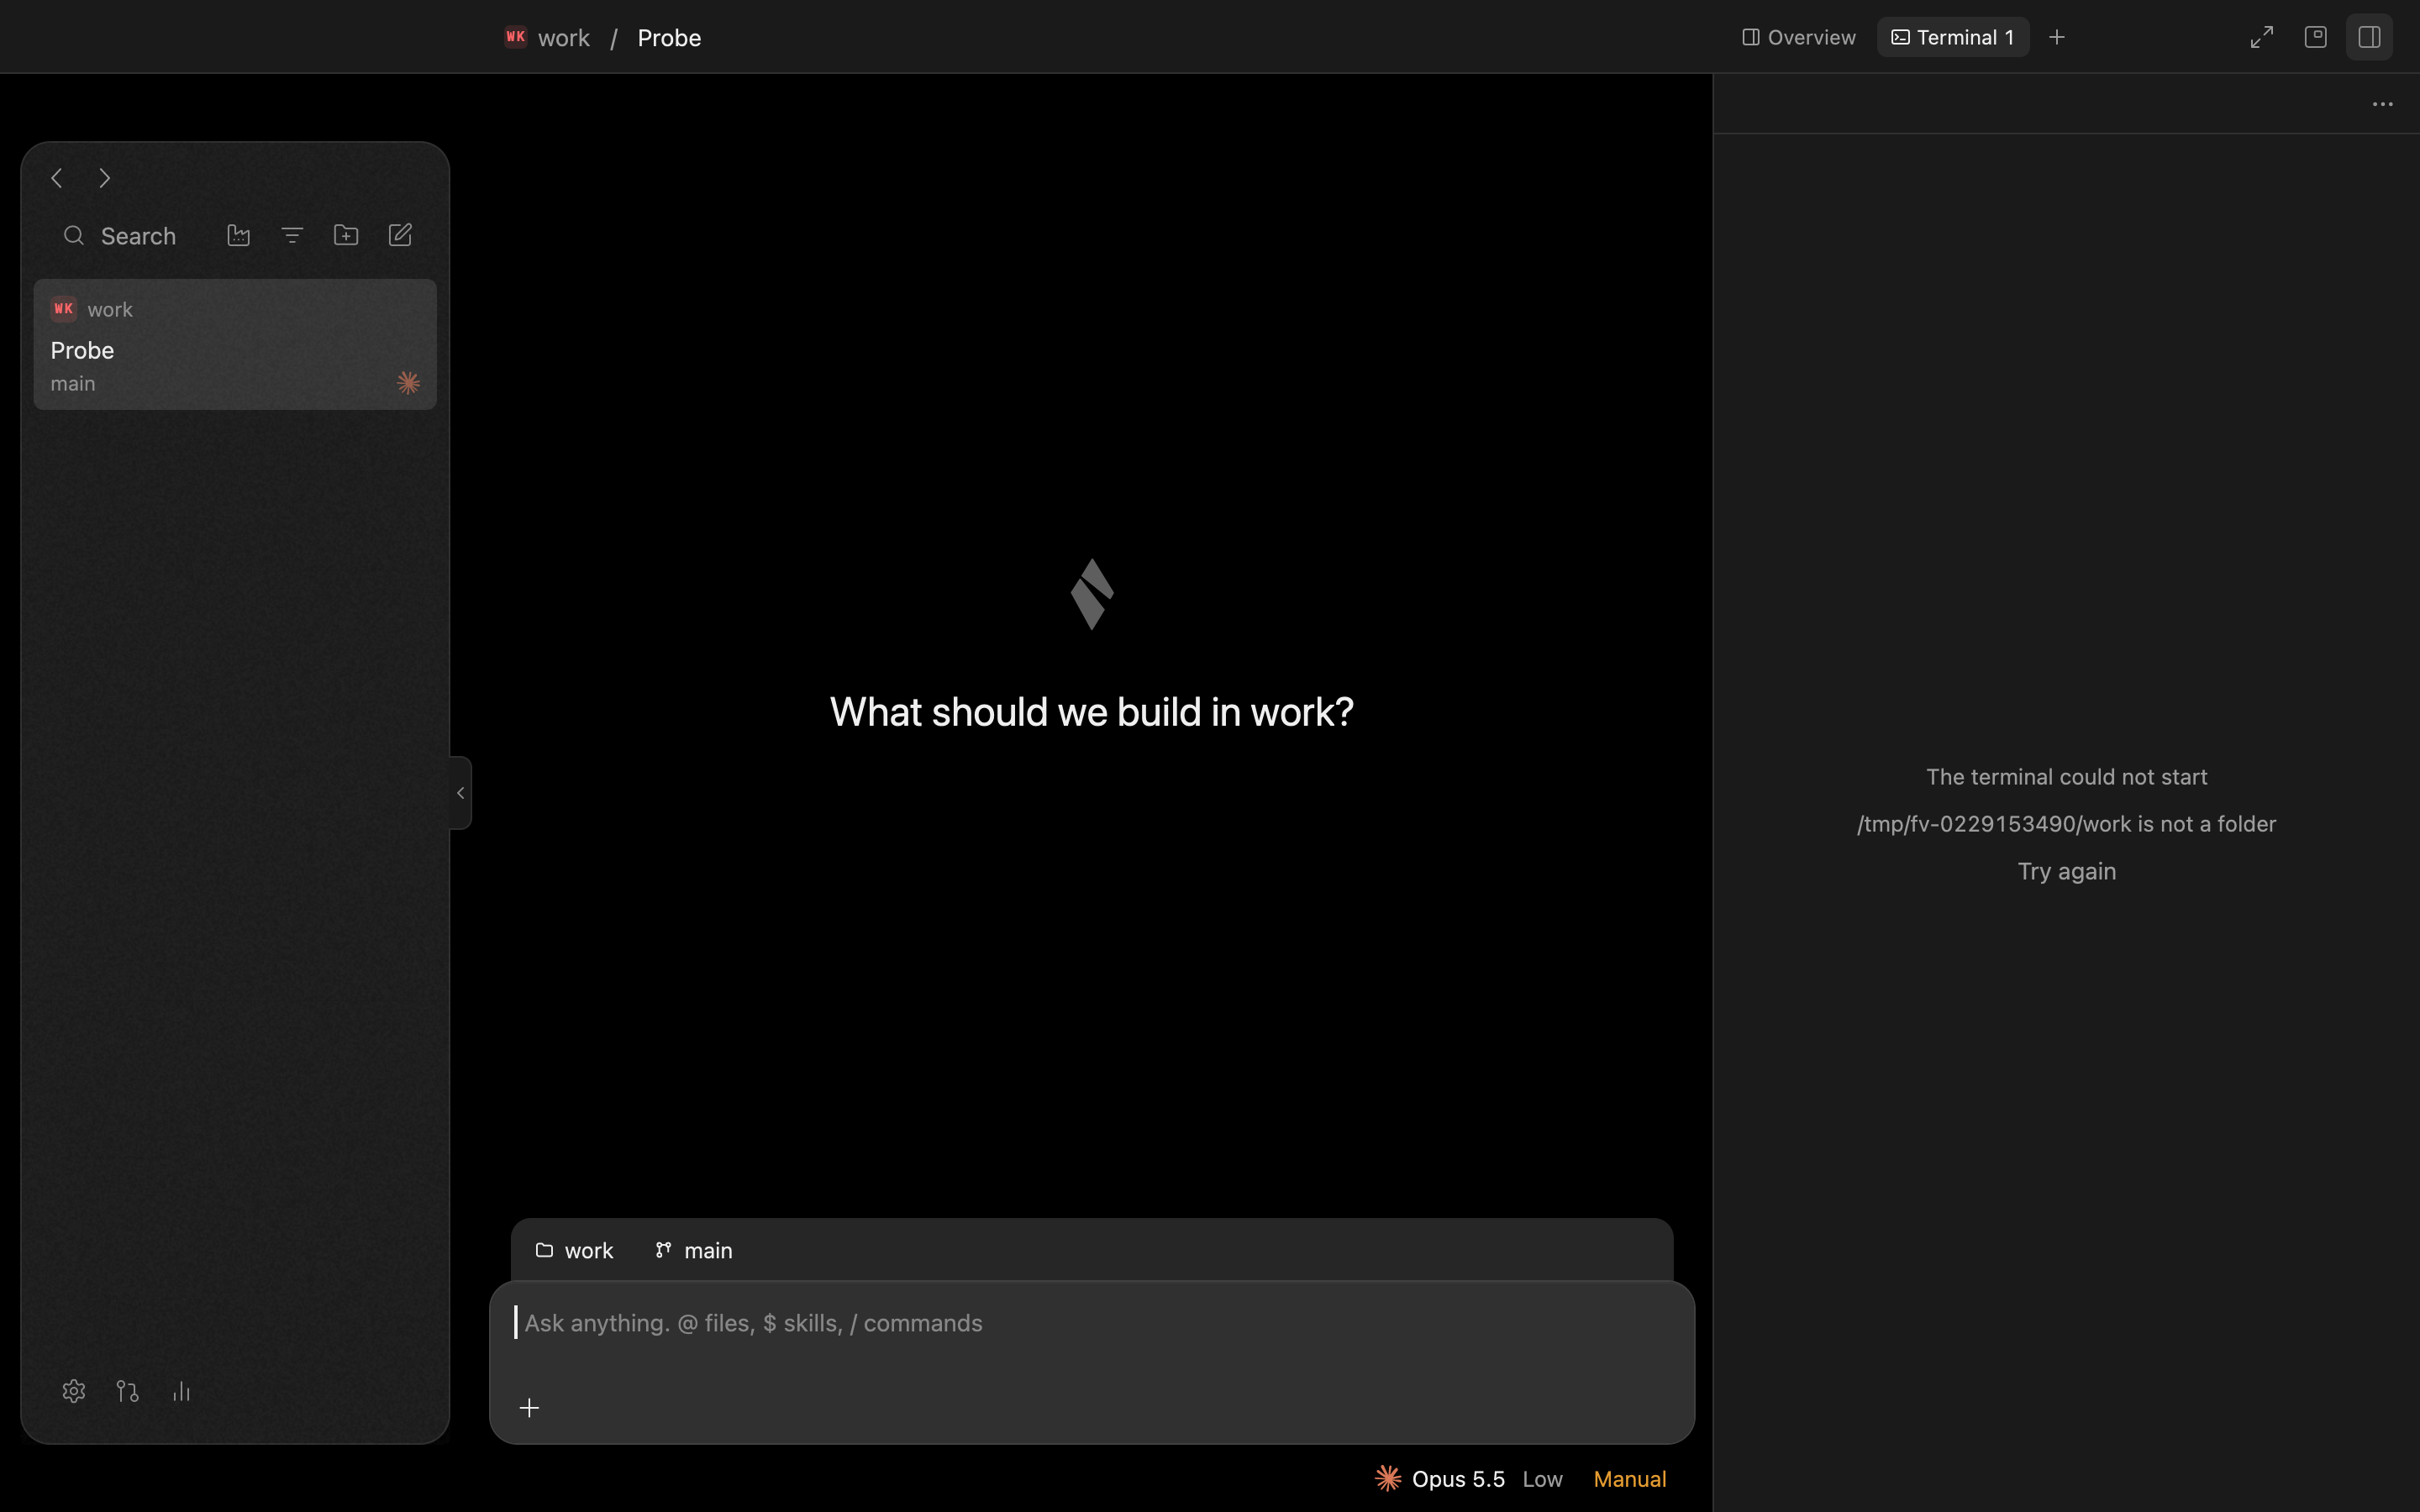 WK work / Probe
Overview
Terminal 1
Search
WK work
Probe
main
What should we build in work?
The terminal could not start
/tmp/fv-0229153490/work is not a folder
Try again
work main
Ask anything. @ files, $ skills, / commands
Opus 5.5 Low Manual